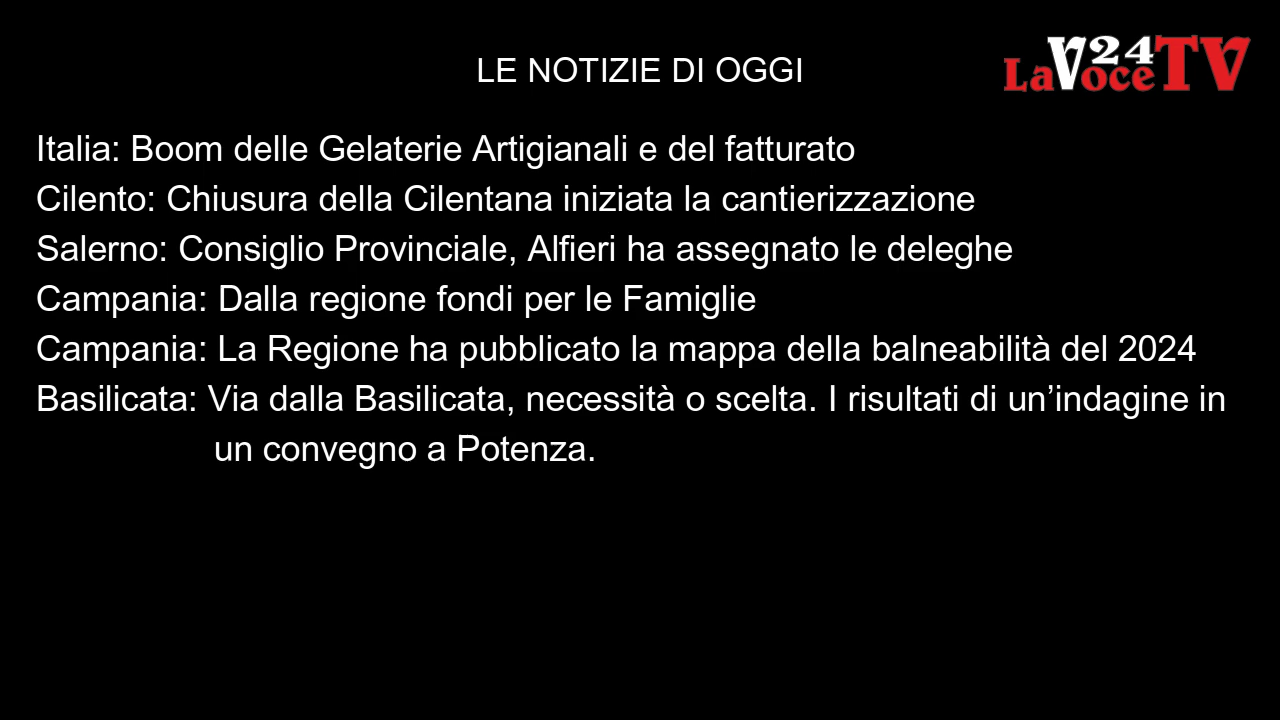 LE NOTIZIE DI OGGI
LaVoce24TV
Italia: Boom delle Gelaterie Artigianali e del fatturato
Cilento: Chiusura della Cilentana iniziata la cantierizzazione
Salerno: Consiglio Provinciale, Alfieri ha assegnato le deleghe
Campania: Dalla regione fondi per le Famiglie
Campania: La Regione ha pubblicato la mappa della balneabilità del 2024
Basilicata: Via dalla Basilicata, necessità o scelta. I risultati di un’indagine in
un convegno a Potenza.